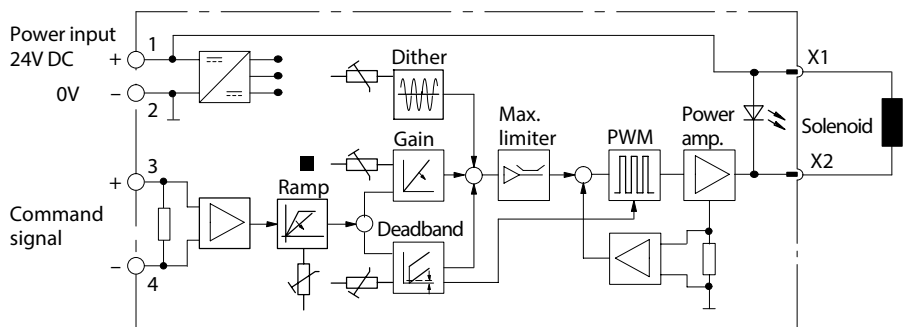 Power input
24V DC
+
1
0V
−
2
Dither
X1
Max.
limiter
PWM
Power
amp.
Solenoid
Gain
X2
3
+
Ramp
Command
signal
Deadband
−
4